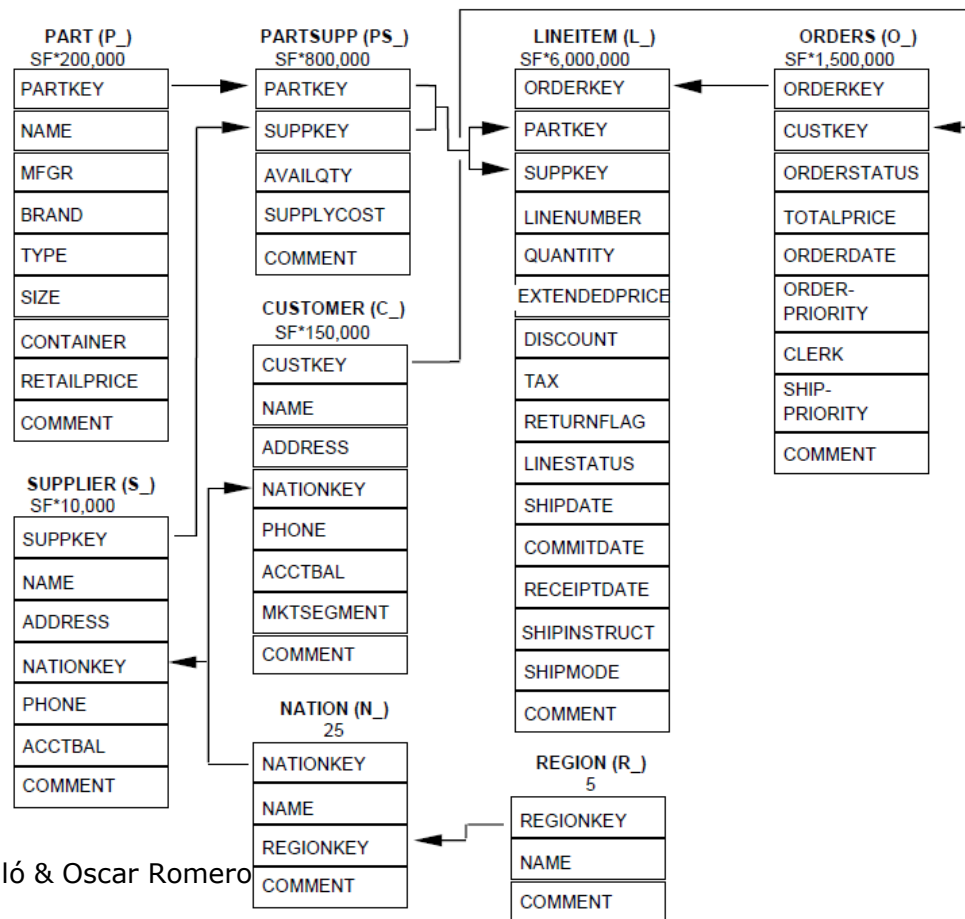 PART (P_)
SF*200,000
PARTKEY
NAME
MFGR
BRAND
TYPE
SIZE
CONTAINER
RETAILPRICE
COMMENT
SUPPLIER (S_)
SF*10,000
SUPPKEY
NAME
ADDRESS
NATIONKEY
PHONE
ACCTBAL
COMMENT
PARTSUPP (PS_)
SF*800,000
PARTKEY
SUPPKEY
AVAILQTY
SUPPLYCOST
COMMENT
CUSTOMER (C_)
SF*150,000
CUSTKEY
NAME
ADDRESS
NATIONKEY
PHONE
ACCTBAL
MKTSEGMENT
COMMENT
NATION (N_)
25
NATIONKEY
NAME
REGIONKEY
COMMENT
LINEITEM (L_)
SF*6,000,000
ORDERKEY
PARTKEY
SUPPKEY
LINENUMBER
QUANTITY
EXTENDEDPRICE
DISCOUNT
TAX
RETURNFLAG
LINESTATUS
SHIPDATE
COMMITDATE
RECEIPTDATE
SHIPINSTRUCT
SHIPMODE
COMMENT
REGION (R_)
5
REGIONKEY
NAME
COMMENT
ORDERS (O_)
SF*1,500,000
ORDERKEY
CUSTKEY
ORDERSTATUS
TOTALPRICE
ORDERDATE
ORDER-
PRIORITY
CLERK
SHIP-
PRIORITY
COMMENT
ló & Oscar Romero